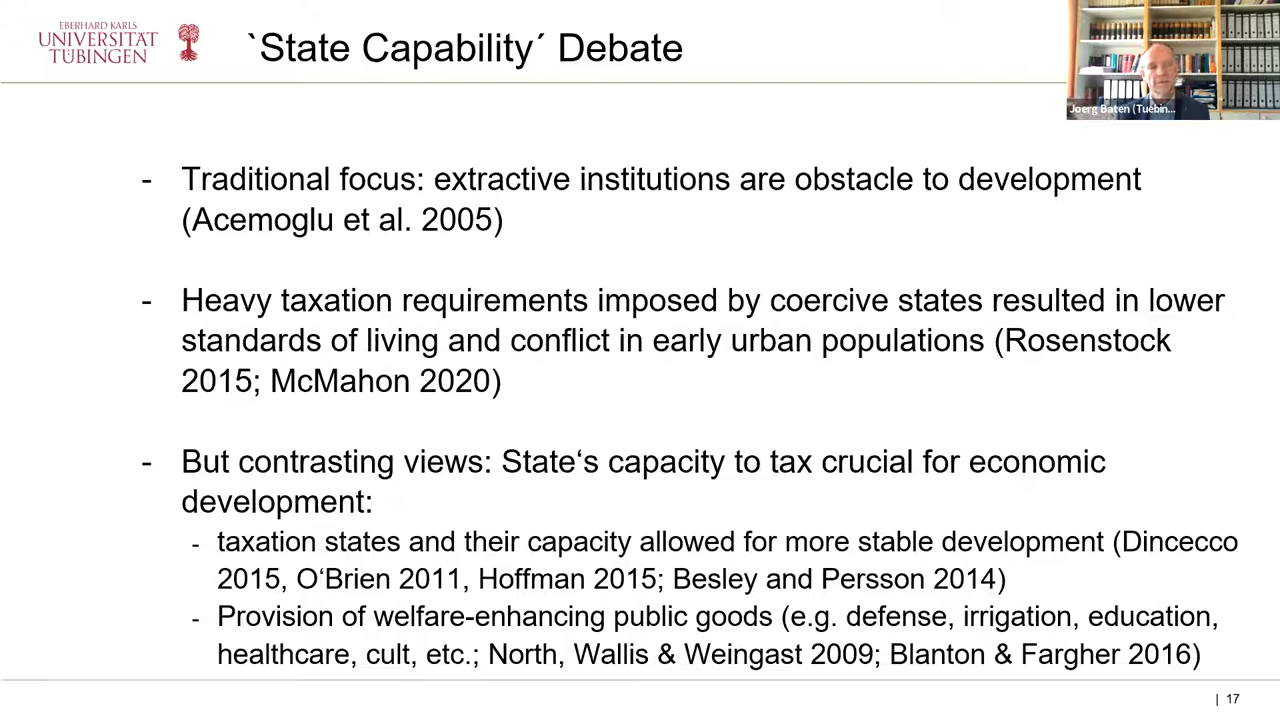 EBERHARD KARLS
UNIVERSITÄT
TÜBINGEN
`State Capability´ Debate
Joerg Baten (Tuebin...
- Traditional focus: extractive institutions are obstacle to development
(Acemoglu et al. 2005)
- Heavy taxation requirements imposed by coercive states resulted in lower
standards of living and conflict in early urban populations (Rosenstock
2015; McMahon 2020)
- But contrasting views: State‘s capacity to tax crucial for economic
development:
- taxation states and their capacity allowed for more stable development (Dincecco
2015, O‘Brien 2011, Hoffman 2015; Besley and Persson 2014)
- Provision of welfare-enhancing public goods (e.g. defense, irrigation, education,
healthcare, cult, etc.; North, Wallis & Weingast 2009; Blanton & Fargher 2016)
| 17